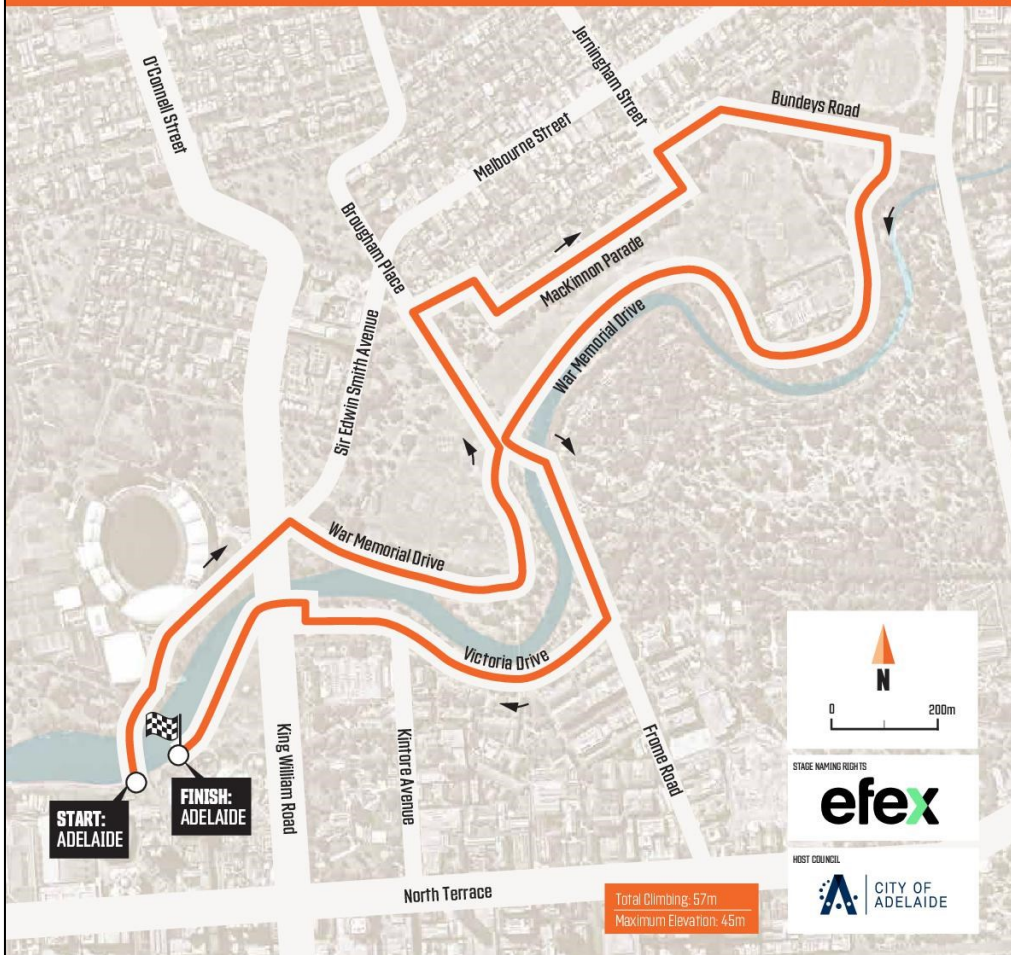 O'Connell Street
Jerningham Street
Bundeys Road
Melbourne Street
Brougham Place
MacKinnon Parade
War Memorial Drive
Sir Edwin Smith Avenue
War Memorial Drive
Victoria Drive
King William Road
Kintore Avenue
Frome Road
START:
ADELAIDE
FINISH:
ADELAIDE
North Terrace
Total Climbing: 57m
Maximum Elevation: 45m
N
0 200m
STAGE NAMING RIGHTS
efex
HOST COUNCIL
CITY OF
ADELAIDE